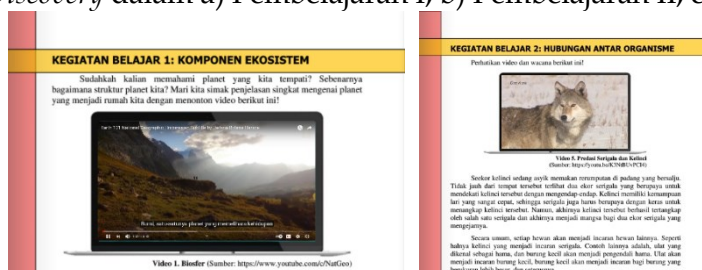 Discovery dalam a) Pembelajaran I, b) Pembelajaran II, c
KEGIATAN BELAJAR 1: KOMPONEN EKOSISTEM
Sudahkah kalian memahami planet yang kita tempati? Sebenarnya
bagaimana struktur planet kita? Mari kita simak penjelasan singkat mengenai planet
yang menjadi rumah kita dengan menonton video berikut ini!
Video 1. Biosfer (Sumber: https://www.youtube.com/c/NatGeo)
KEGIATAN BELAJAR 2: HUBUNGAN ANTAR ORGANISME
Perhatikan video dan wacana berikut ini!
Video 5. Predasi Serigala dan Kelinci
Seekor kelinci sedang asyik memakan rerumputan di padang yang bersalju.
Tidak jauh dari tempat tersebut terlihat dua ekor serigala yang berupaya untuk
mendekati kelinci tersebut dengan mengendap-endap. Kelinci memiliki kemampuan
lari yang sangat cepat, sehingga serigala juga harus berupaya dengan keras untuk
menangkap kelinci tersebut. Namun, akhirnya kelinci tersebut berhasil tertangkap
oleh salah satu serigala dan akhirnya menjadi mangsa bagi dua ekor serigala yang
mengejarnya.
Secara umum, setiap hewan akan menjadi incaran hewan lainnya. Seperti
halnya kelinci yang menjadi incaran serigala. Contoh lainnya adalah, ulat yang
dikenal sebagai hama, dan burung kecil akan menjadi pengendali hama. Ulat akan
menjadi incaran burung kecil, burung kecil akan menjadi incaran bagi burung yang